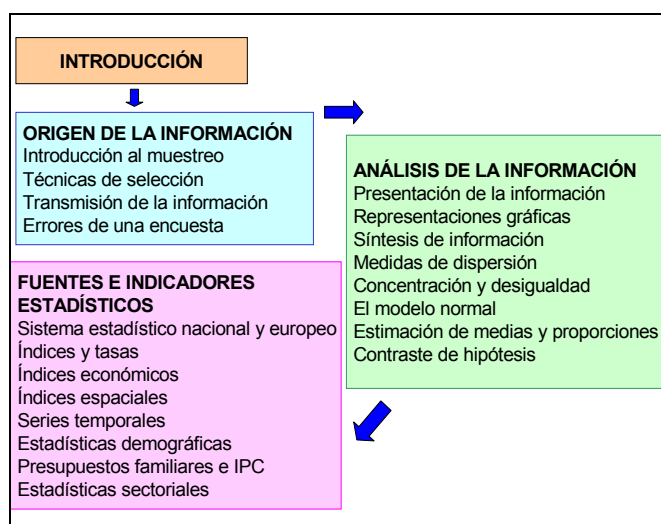 INTRODUCCIÓN
ORIGEN DE LA INFORMACIÓN
Introducción al muestreo
Técnicas de selección
Transmisión de la información
Errores de una encuesta
ANÁLISIS DE LA INFORMACIÓN
Presentación de la información
Representaciones gráficas
Síntesis de información
Medidas de dispersión
Concentración y desigualdad
El modelo normal
Estimación de medias y proporciones
Contraste de hipótesis
FUENTES E INDICADORES
ESTADÍSTICOS
Sistema estadístico nacional y europeo
Índices y tasas
Índices económicos
Índices espaciales
Series temporales
Estadísticas demográficas
Presupuestos familiares e IPC
Estadísticas sectoriales